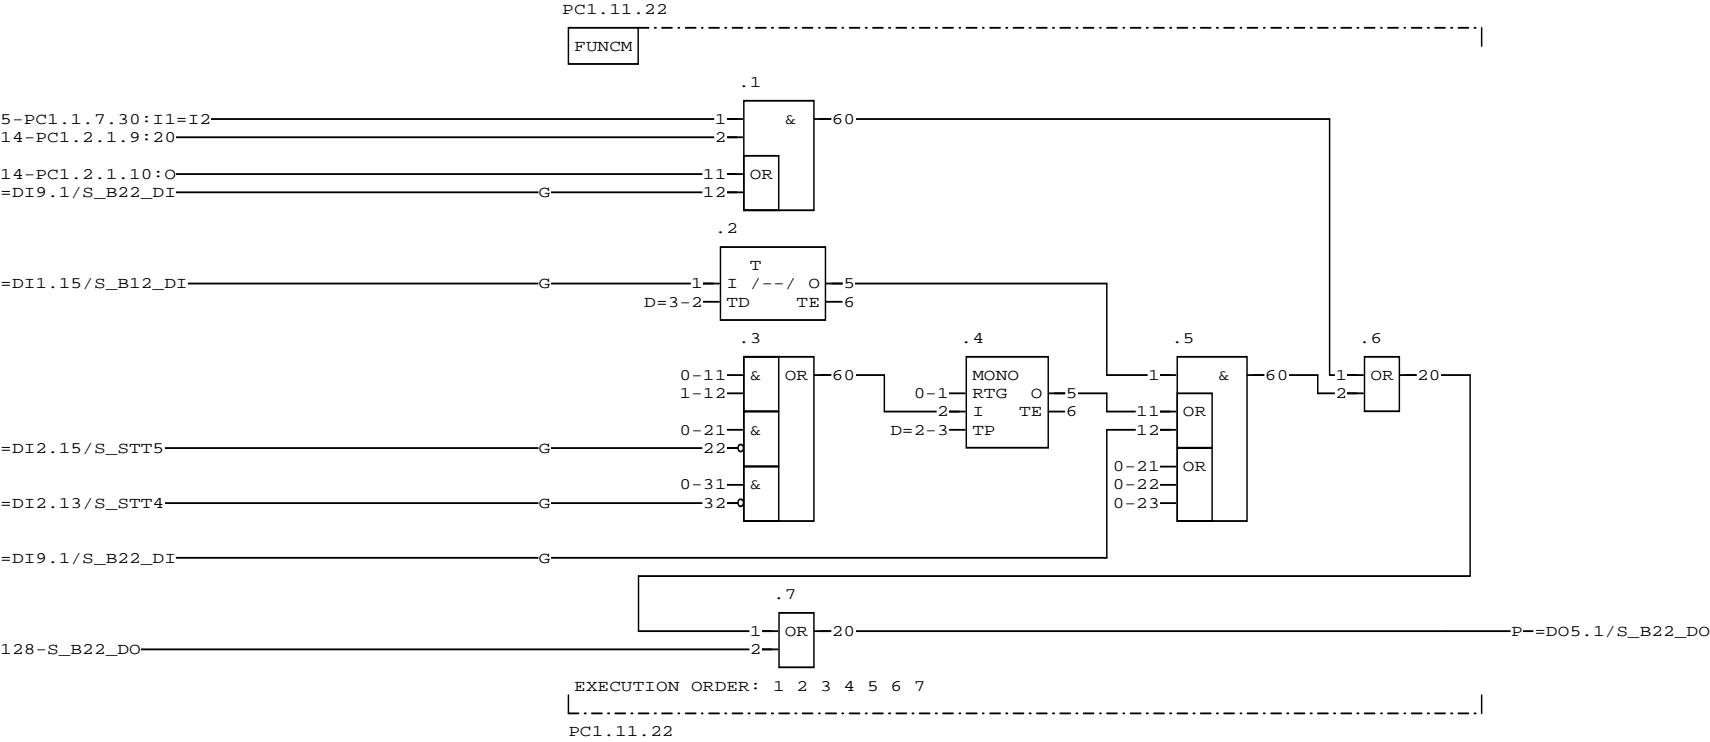 PC1.11.22
FUNCM
.1
5-PC1.1.7.30:I1=I2 1 & 60
14-PC1.2.1.9:20 2
14-PC1.2.1.10:O 11 OR
=DI9.1/S_B22_DI G 12
.2
T
=DI1.15/S_B12_DI G 1 I /--/ O 5
D=3-2 TD TE 6
.3 .4 .5 .6
0-11 & OR 60 MONO 1 & 60 1 OR 20
1-12 0-1 RTG O 5 2
2 I TE 6 11 OR
0-21 & D=2-3 TP 12
=DI2.15/S_STT5 G 22
0-21 OR
0-31 & 0-22
=DI2.13/S_STT4 G 32 0-23
=DI9.1/S_B22_DI G
.7
1 OR 20 P =DO5.1/S_B22_DO
128-S_B22_DO 2
EXECUTION ORDER: 1 2 3 4 5 6 7
PC1.11.22